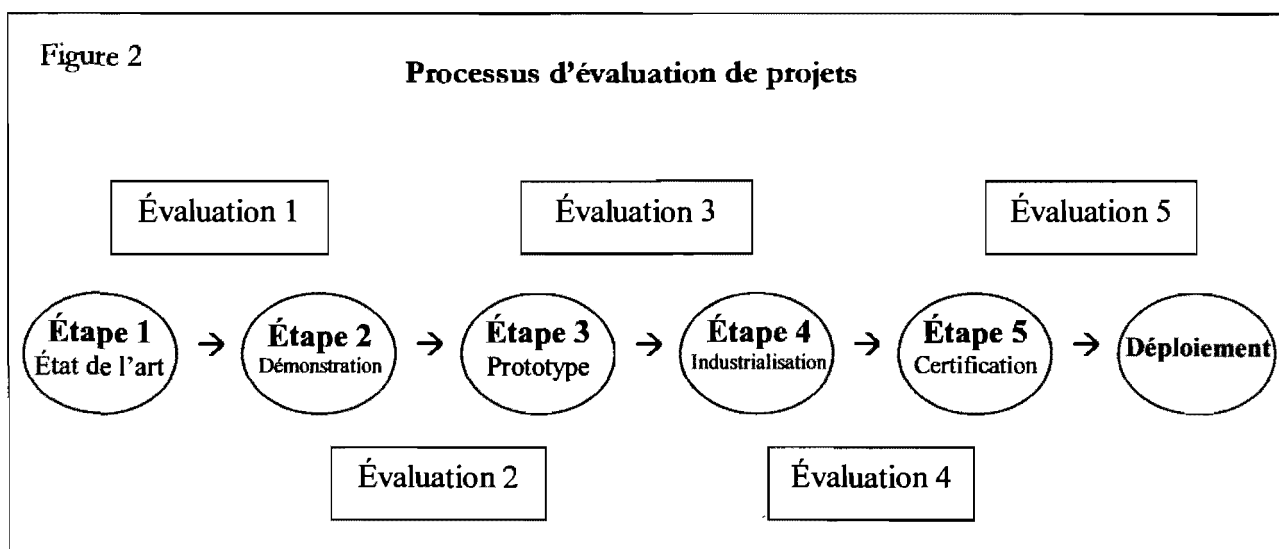 Figure 2
Processus d'évaluation de projets
Évaluation 1
Évaluation 3
Évaluation 5
Étape 1
État de l'art
→
Étape 2
Démonstration
→
Étape 3
Prototype
→
Étape 4
Industrialisation
→
Étape 5
Certification
→
Déploiement
Évaluation 2
Évaluation 4